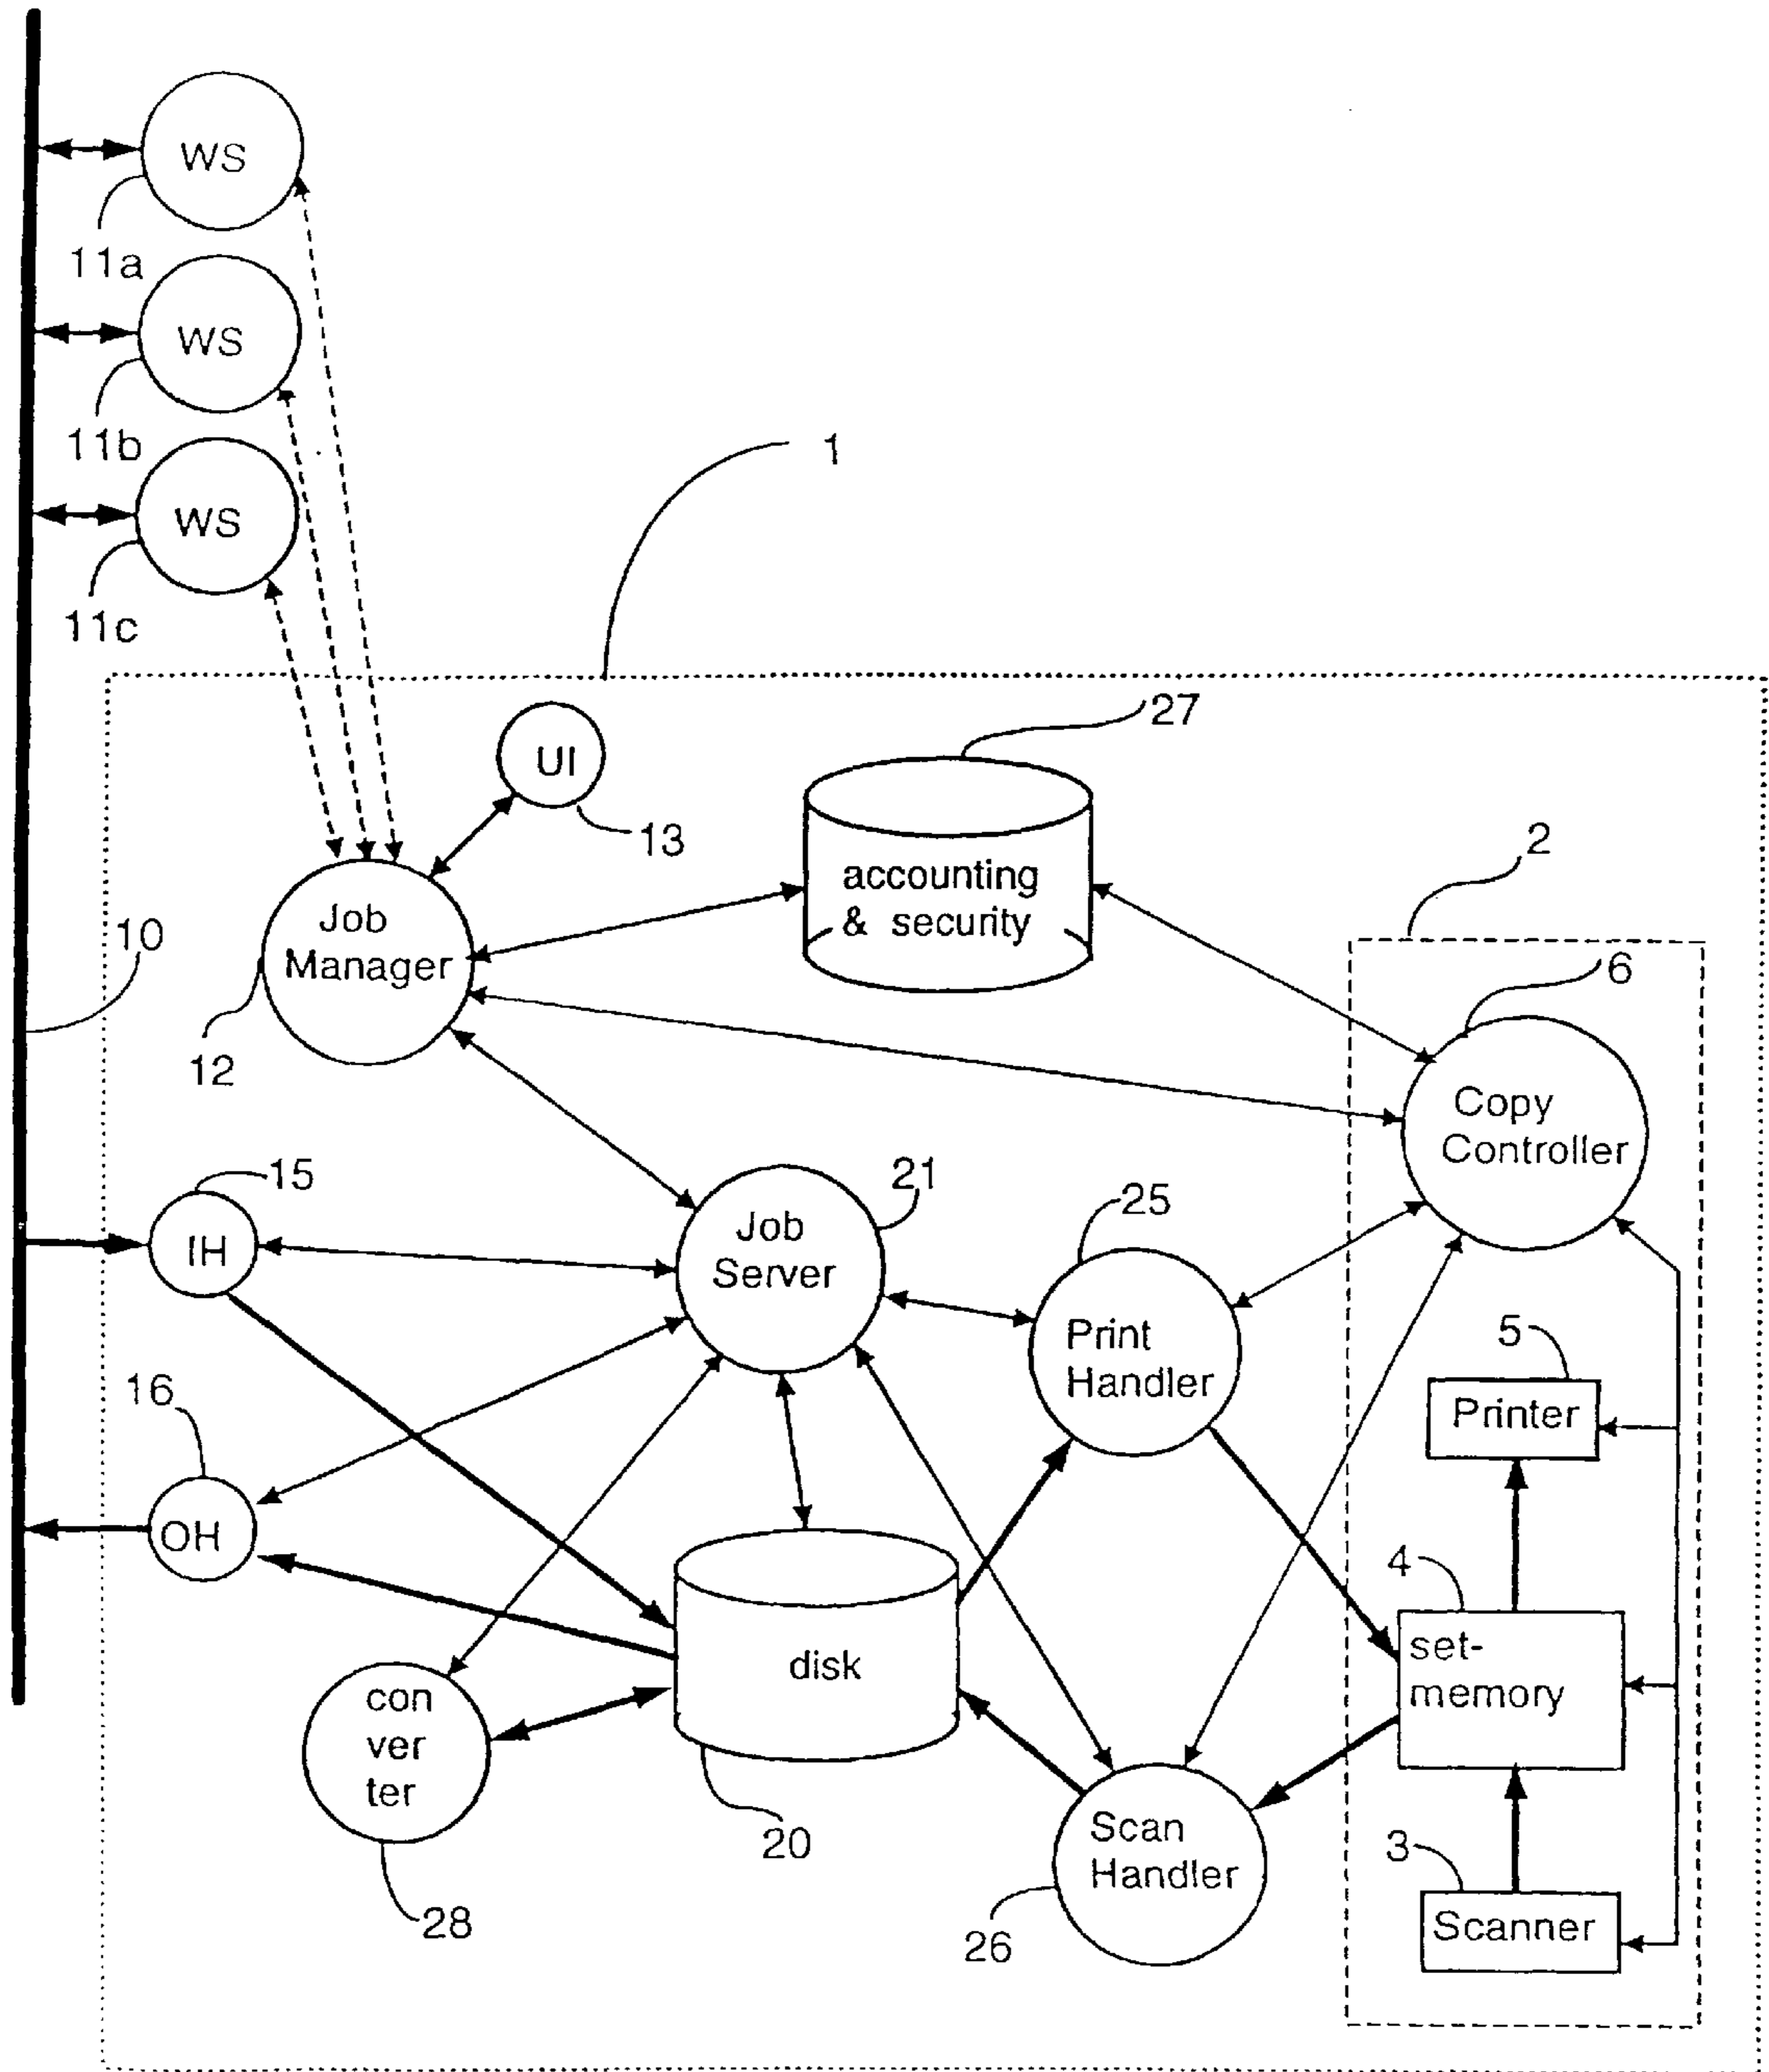 WS
11a
WS
11b
WS
11c
1
UI
13
27
accounting
& security
2
6
Job
Manager
10
12
Copy
Controller
15
IH
21
Job
Server
25
Print
Handler
5
Printer
16
OH
4
set-
memory
disk
20
con
ver
ter
28
Scan
Handler
26
3
Scanner